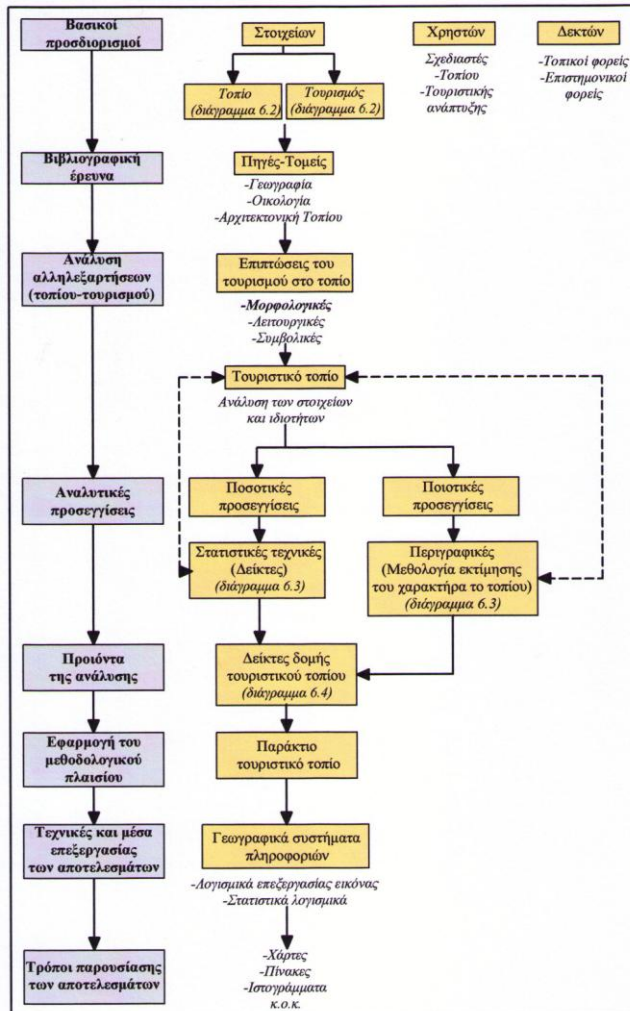 Βασικοί
προσδιορισμοί
Στοιχείων
Χρηστών
Δεκτών
Σχεδιαστές
-Τοπίου
-Τουριστικής
ανάπτυξης
-Τοπικοί φορείς
-Επιστημονικοί
φορείς
Τοπίο
(διάγραμμα 6.2)
Τουρισμός
(διάγραμμα 6.2)
Βιβλιογραφική
έρευνα
Πηγές-Τομείς
-Γεωγραφία
-Οικολογία
-Αρχιτεκτονική Τοπίου
Ανάλυση
αλληλεξαρτήσεων
(τοπίου-τουρισμού)
Επιπτώσεις του
τουρισμού στο τοπίο
-Μορφολογικές
-Λειτουργικές
-Συμβολικές
Τουριστικό τοπίο
Ανάλυση των στοιχείων
και ιδιοτήτων
Αναλυτικές
προσεγγίσεις
Ποσοτικές
προσεγγίσεις
Ποιοτικές
προσεγγίσεις
Στατιστικές τεχνικές
(Δείκτες)
(διάγραμμα 6.3)
Περιγραφικές
(Μεθολογία εκτίμησης
του χαρακτήρα το τοπίου)
(διάγραμμα 6.3)
Προιόντα
της ανάλυσης
Δείκτες δομής
τουριστικού τοπίου
(διάγραμμα 6.4)
Εφαρμογή του
μεθοδολογικού
πλαισίου
Παράκτιο
τουριστικό τοπίο
Τεχνικές και μέσα
επεξεργασίας
των αποτελεσμάτων
Γεωγραφικά συστήματα
πληροφοριών
-Λογισμικά επεξεργασίας εικόνας
-Στατιστικά λογισμικά
Τρόποι παρουσίασης
των αποτελεσμάτων
-Χάρτες
-Πίνακες
-Ιστογράμματα
κ.ο.κ.